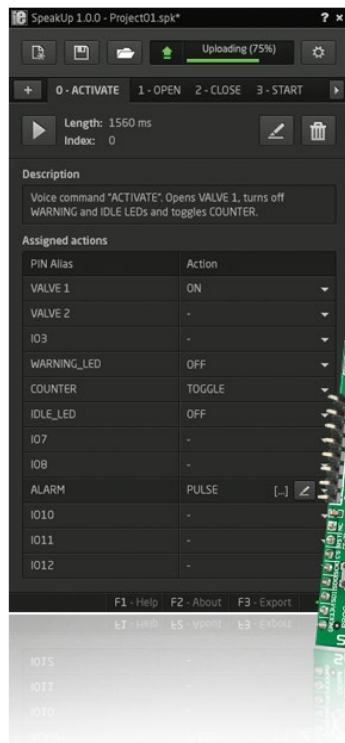 SpeakUp 1.0.0 - Project01.spk* ? x
Uploading (75%)
+ 0 - ACTIVATE 1 - OPEN 2 - CLOSE 3 - START
Length: 1560 ms
Index: 0
Description
Voice command "ACTIVATE". Opens VALVE 1, turns off
WARNING and IDLE LEDs and toggles COUNTER.
Assigned actions
PIN Alias Action
VALVE 1 ON
VALVE 2 -
IO3 -
WARNING_LED OFF
COUNTER TOGGLE
IDLE_LED OFF
IO7 -
IO8 -
ALARM PULSE [...]
IO10 -
IO11 -
IO12 -
F1 - Help F2 - About F3 - Export